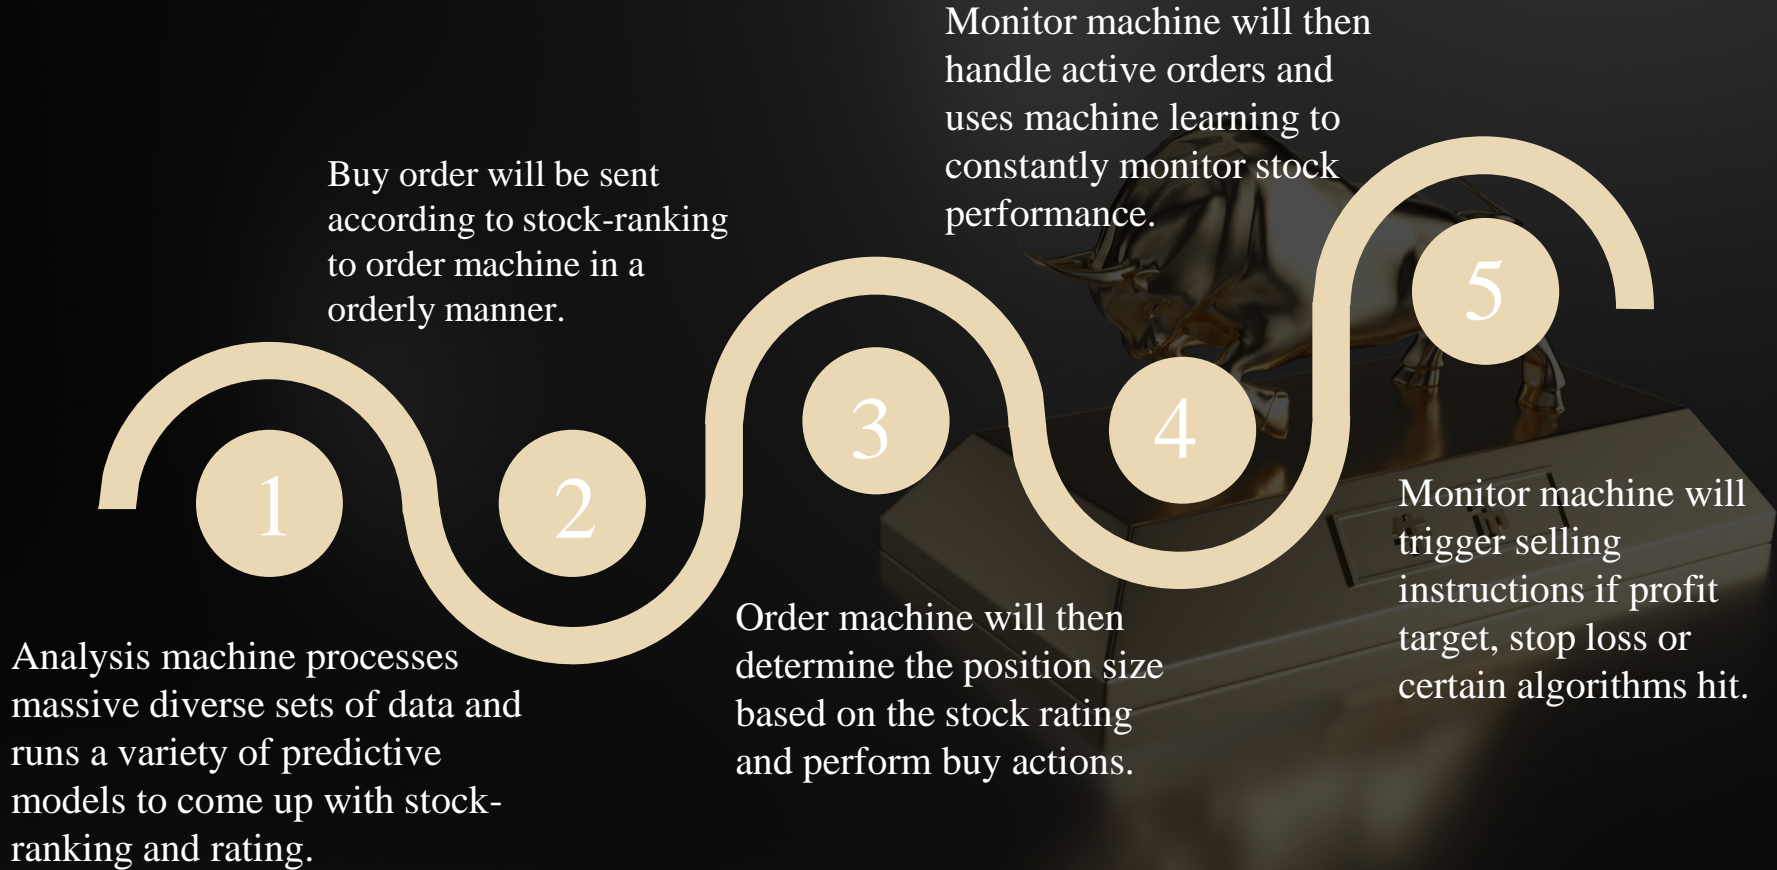 1
Analysis machine processes
massive diverse sets of data and
runs a variety of predictive
models to come up with stock-
ranking and rating.
2
Buy order will be sent
according to stock-ranking
to order machine in a
orderly manner.
3
Order machine will then
determine the position size
based on the stock rating
and perform buy actions.
4
Monitor machine will then
handle active orders and
uses machine learning to
constantly monitor stock
performance.
5
Monitor machine will
trigger selling
instructions if profit
target, stop loss or
certain algorithms hit.